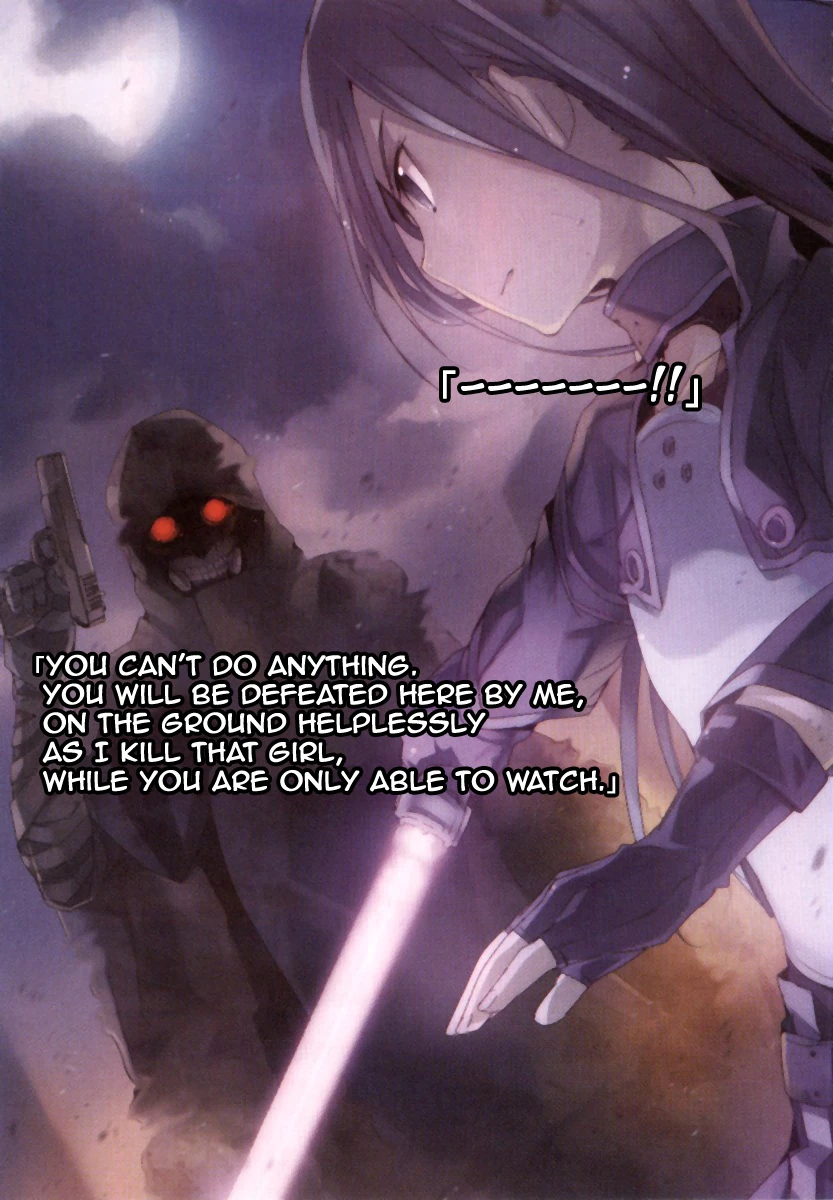 「-------!!」
「YOU CAN'T DO ANYTHING.
YOU WILL BE DEFEATED HERE BY ME,
ON THE GROUND HELPLESSLY
AS I KILL THAT GIRL,
WHILE YOU ARE ONLY ABLE TO WATCH.」